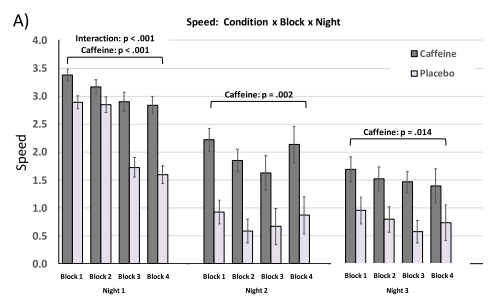 A)
Speed: Condition x Block x Night
Interaction: p < .001
Caffeine: p < .001
Caffeine
Placebo
Caffeine: p = .002
Caffeine: p = .014
Speed
4.0
3.5
3.0
2.5
2.0
1.5
1.0
0.5
0.0
Block 1 Block 2 Block 3 Block 4 Block 1 Block 2 Block 3 Block 4 Block 1 Block 2 Block 3 Block 4
Night 1 Night 2 Night 3